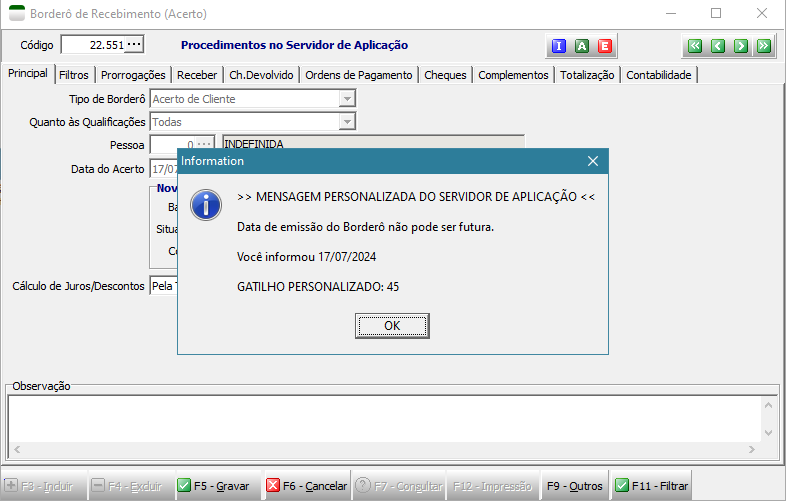 Borderô de Recebimento (Acerto)
Código 22.551 ... Procedimentos no Servidor de Aplicação I A E
Principal Filtros Prorrogações Receber Ch.Devolvido Ordens de Pagamento Cheques Complementos Totalização Contabilidade
Tipo de Borderô Acerto de Cliente
Quanto às Qualificações Todas
Pessoa 0 ... INDEFINIDA
Data do Acerto 17/07
Information
>> MENSAGEM PERSONALIZADA DO SERVIDOR DE APLICAÇÃO <<
Data de emissão do Borderô não pode ser futura.
Você informou 17/07/2024
GATILHO PERSONALIZADO: 45
OK
Nov
Ba
Situa
Co
Cálculo de Juros/Descontos Pela T
Observação
F3 - Incluir F4 - Excluir F5 - Gravar F6 - Cancelar F7 - Consultar F12 - Impressão F9 - Outros F11 - Filtrar